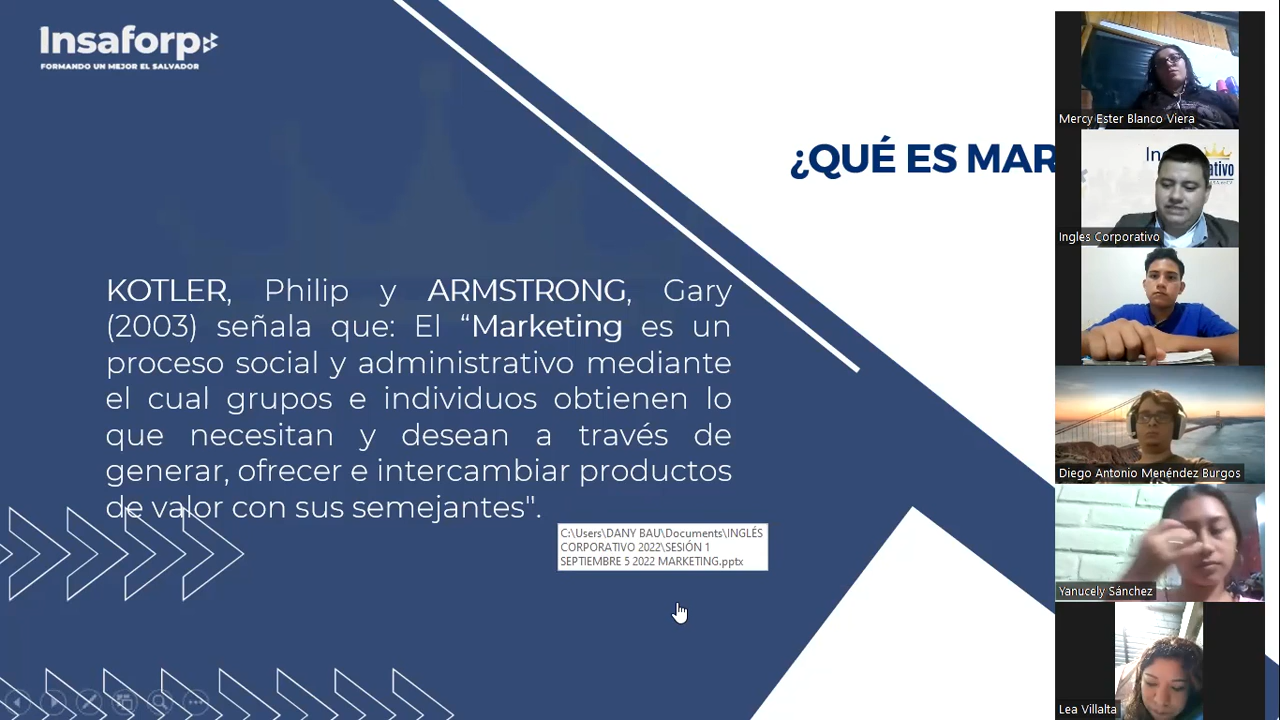 Insaforp
FORMANDO UN MEJOR EL SALVADOR
¿QUÉ ES MAR
KOTLER, Philip y ARMSTRONG, Gary
(2003) señala que: El “Marketing es un
proceso social y administrativo mediante
el cual grupos e individuos obtienen lo
que necesitan y desean a través de
generar, ofrecer e intercambiar productos
de valor con sus semejantes".
C:\Users\DANY BAU\Documents\INGLÉS
CORPORATIVO 2022\SESIÓN 1
SEPTIEMBRE 5 2022 MARKETING.pptx
Mercy Ester Blanco Viera
Ingles Corporativo
Diego Antonio Menéndez Burgos
Yanucely Sánchez
Lea Villalta